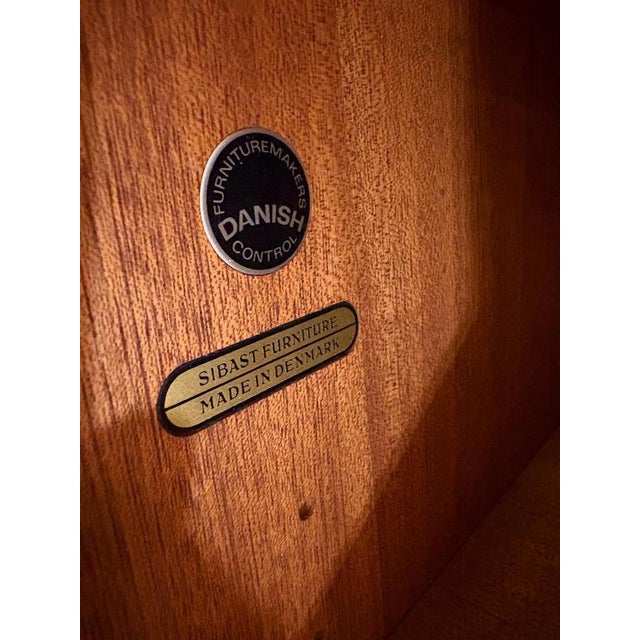 FURNITUREMAKERS
DANISH
CONTROL
SIBAST FURNITURE
MADE IN DENMARK